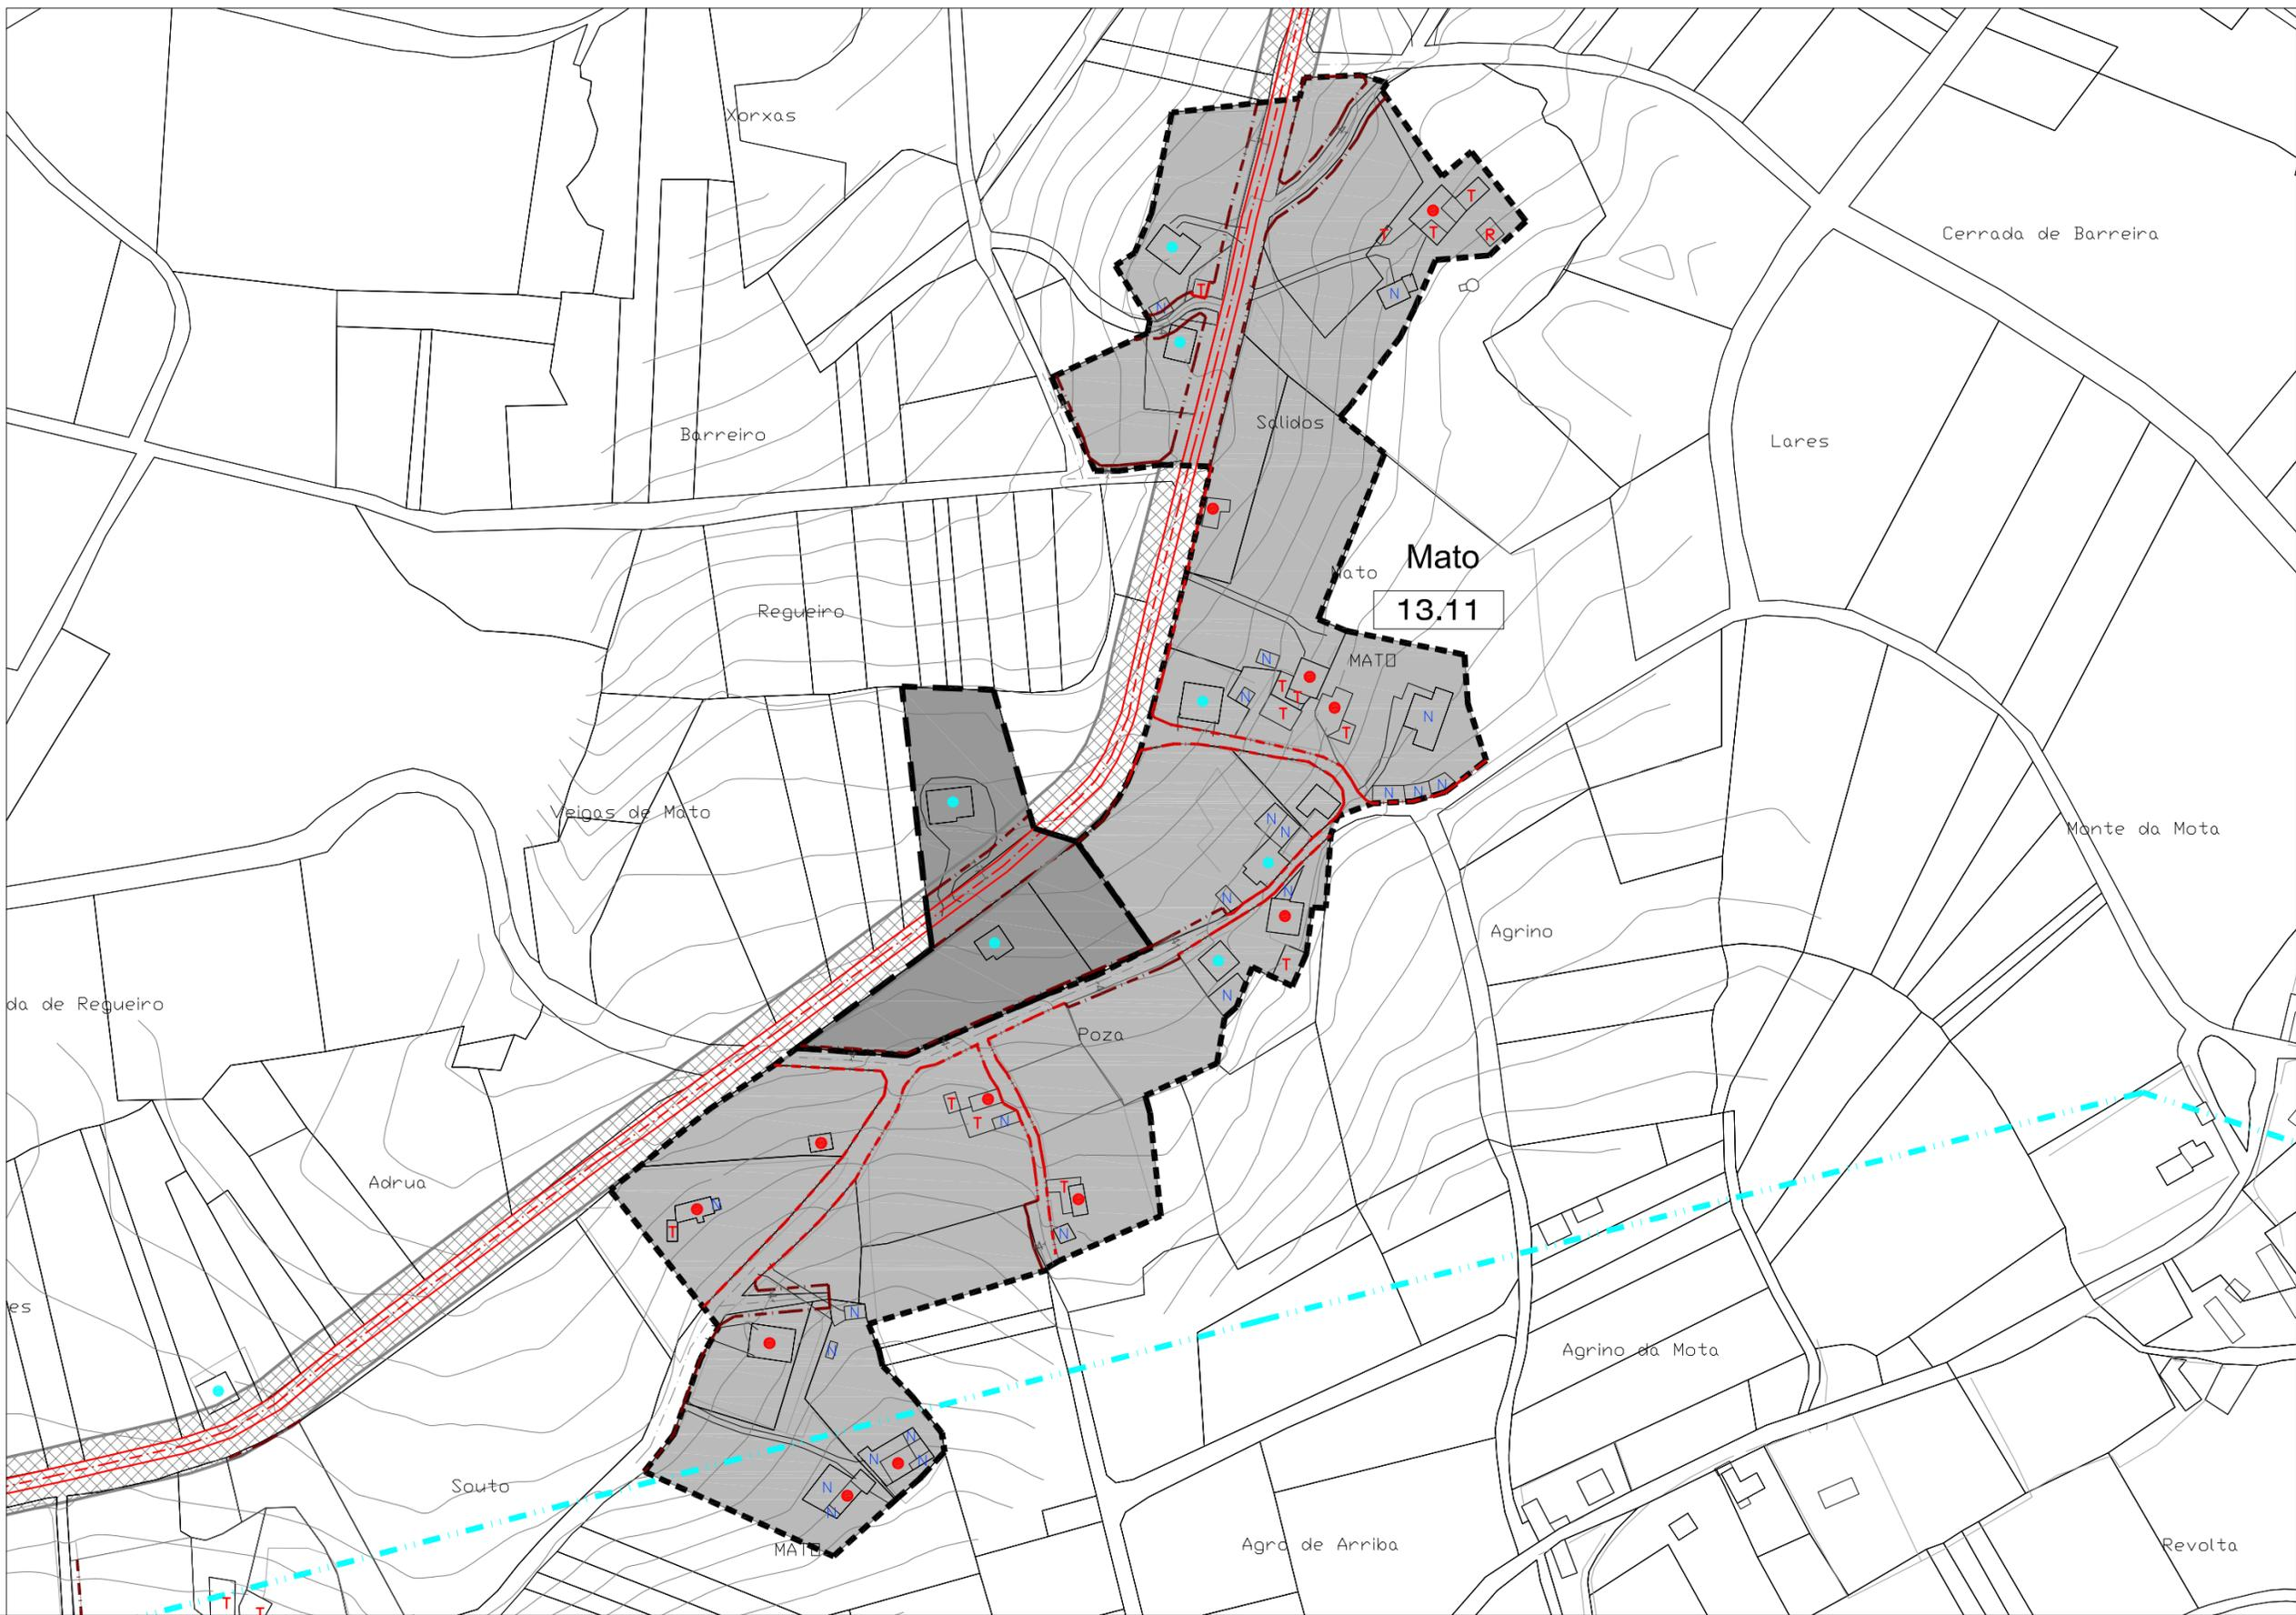 Xorxas
T
T
T
R
Cerrada de Barreira
N
T
N
Salidos
Barreiro
Lares
Mato
Mato
13.11
Regueiro
MATO
N
N
T
T
T
T
N
N
N
N
Veigas de Mato
N
N
Monte da Mota
N
N
Agrino
T
N
da de Regueiro
Poza
T
T
N
Adrua
T
N
T
N
es
N
N
Agrino da Mota
N
N
N
N
N
Souto
MATO
Agro de Arriba
Revolta
T
T